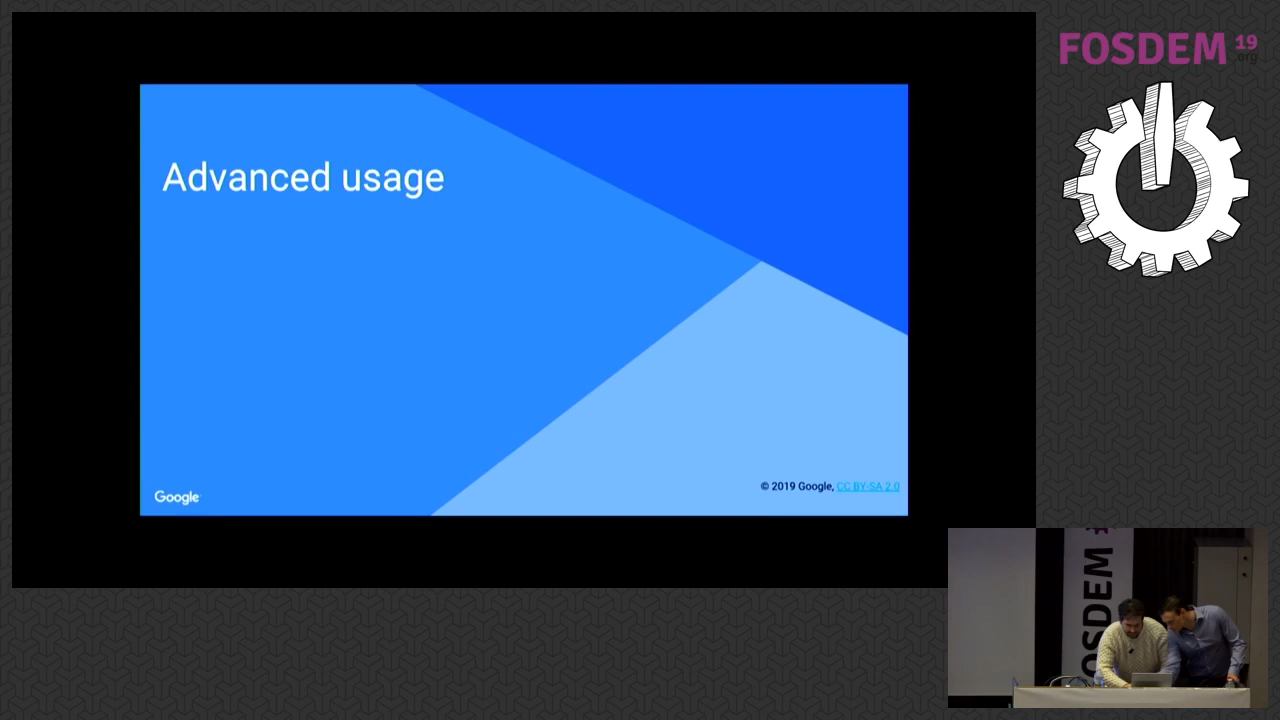 FOSDEM 19
.org
Advanced usage
© 2019 Google, CC BY-SA 2.0
Google
FOSDEM